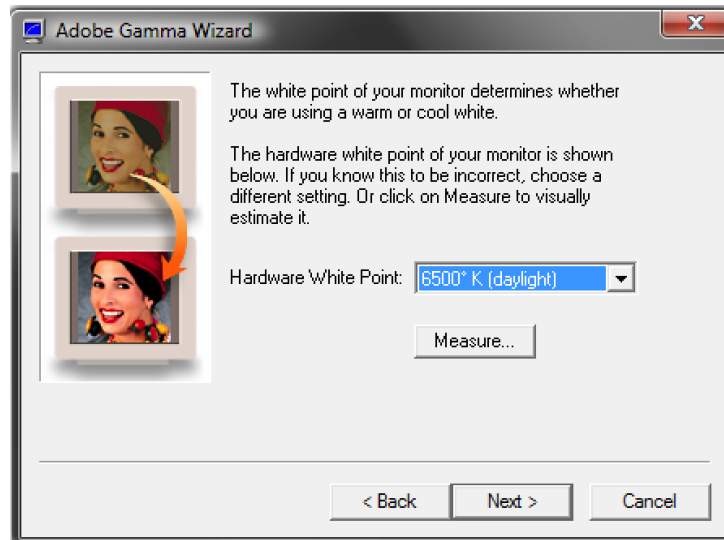 Adobe Gamma Wizard
The white point of your monitor determines whether
you are using a warm or cool white.
The hardware white point of your monitor is shown
below. If you know this to be incorrect, choose a
different setting. Or click on Measure to visually
estimate it.
Hardware White Point: 6500° K (daylight)
Measure...
< Back Next > Cancel